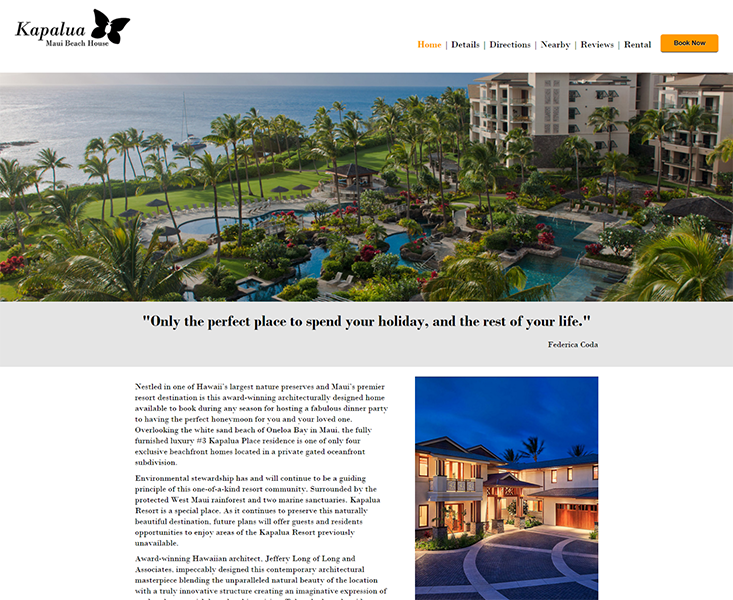 Kapalua
Maui Beach House
Home | Details | Directions | Nearby | Reviews | Rental
Book Now
"Only the perfect place to spend your holiday, and the rest of your life."
Federica Coda
Nestled in one of Hawaii's largest nature preserves and Maui's premier
resort destination is this award-winning architecturally designed home
available to book during any season for hosting a fabulous dinner party
to having the perfect honeymoon for you and your loved one.
Overlooking the white sand beach of Oneloa Bay in Maui, the fully
furnished luxury #3 Kapalua Place residence is one of only four
exclusive beachfront homes located in a private gated oceanfront
subdivision.
Environmental stewardship has and will continue to be a guiding
principle of this one-of-a-kind resort community. Surrounded by the
protected West Maui rainforest and two marine sanctuaries, Kapalua
Resort is a special place. As it continues to preserve this naturally
beautiful destination, future plans will offer guests and residents
opportunities to enjoy areas of the Kapalua Resort previously
unavailable.
Award-winning Hawaiian architect, Jeffery Long of Long and
Associates, impeccably designed this contemporary architectural
masterpiece blending the unparalleled natural beauty of the location
with a truly innovative structure creating an imaginative expression of